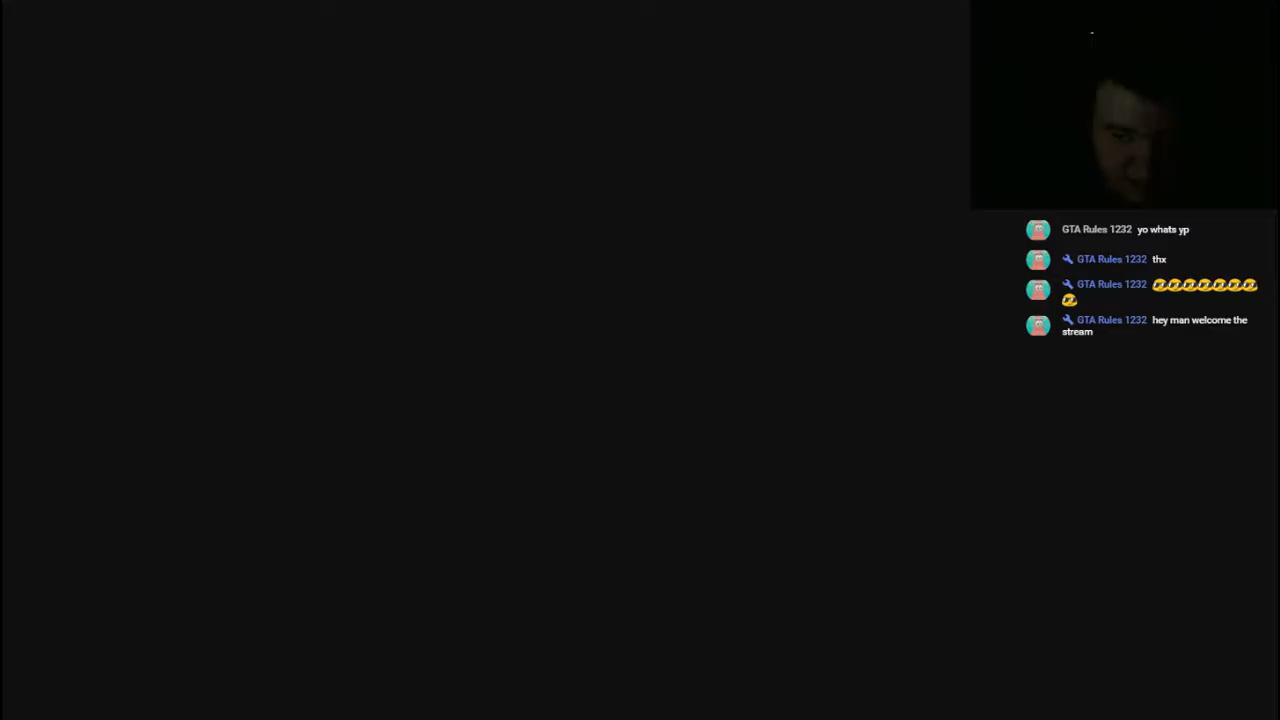 GTA Rules 1232 yo whats yp
GTA Rules 1232 thx
GTA Rules 1232
GTA Rules 1232 hey man welcome the
stream